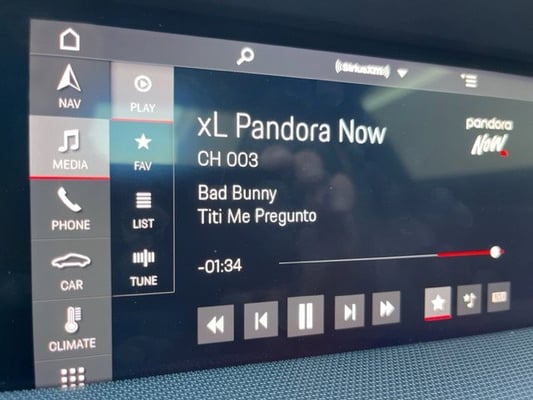 ((SiriusXM))
NAV
PLAY
xL Pandora Now
pandora
NOW
CH 003
MEDIA
FAV
Bad Bunny
Titi Me Pregunto
PHONE
LIST
-01:34
CAR
TUNE
CLIMATE